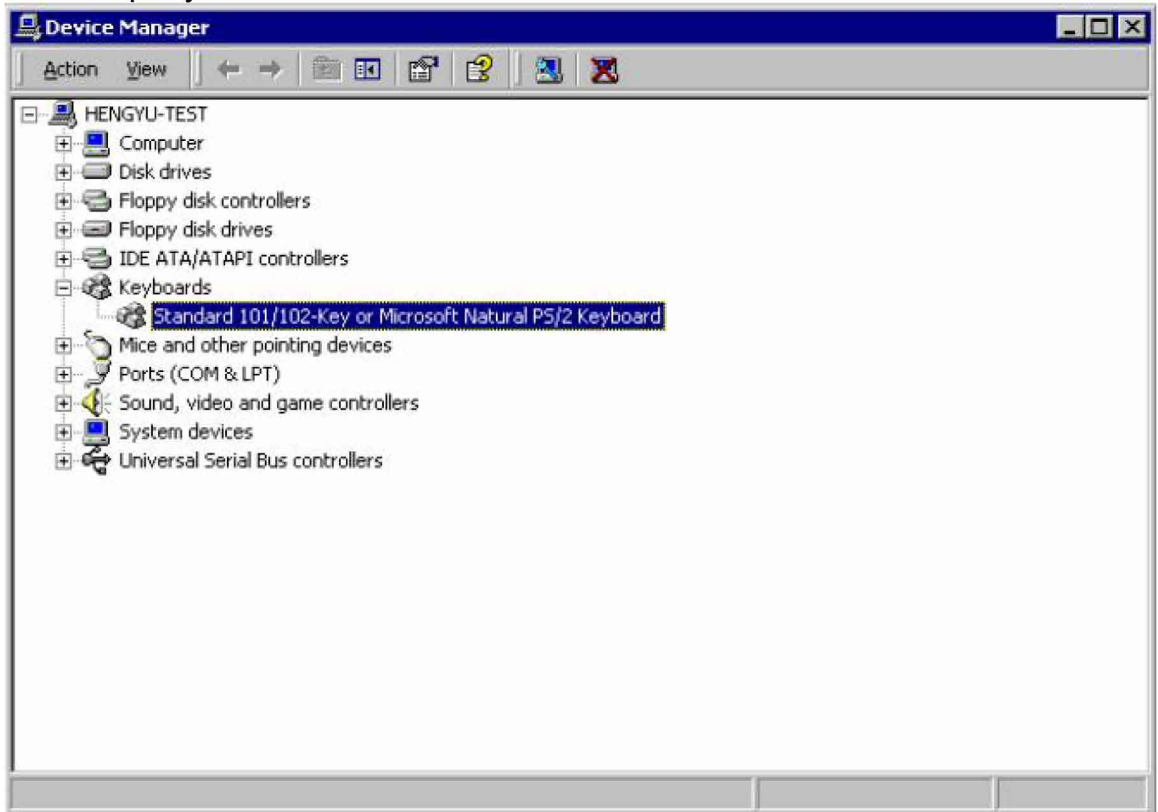 Device Manager
Action View
HENGYU-TEST
Computer
Disk drives
Floppy disk controllers
Floppy disk drives
IDE ATA/ATAPI controllers
Keyboards
Standard 101/102-Key or Microsoft Natural PS/2 Keyboard
Mice and other pointing devices
Ports (COM & LPT)
Sound, video and game controllers
System devices
Universal Serial Bus controllers